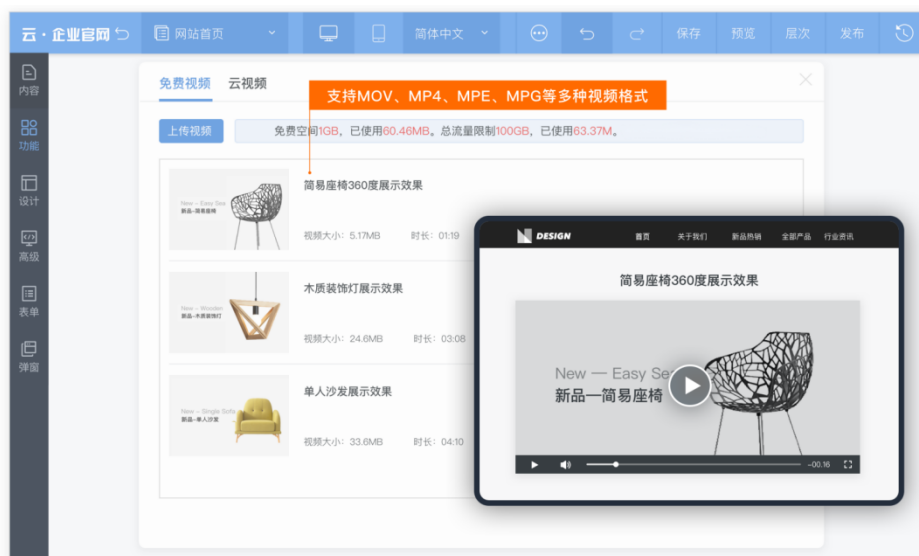 云·企业官网
网站首页
简体中文
保存
预览
层次
发布
内容
功能
设计
高级
表单
弹窗
免费视频
云视频
支持MOV、MP4、MPE、MPG等多种视频格式
上传视频
免费空间1GB，已使用60.46MB。总流量限制100GB，已使用63.37M。
New — Easy Sea
新品—简易座椅
简易座椅360度展示效果
视频大小：5.17MB
时长：01:19
New — Wooden
新品—木质装饰灯
木质装饰灯展示效果
视频大小：24.6MB
时长：03:08
New — Single Sofa
新品—单人沙发
单人沙发展示效果
视频大小：33.6MB
时长：04:10
DESIGN
首页
关于我们
新品热销
全部产品
行业资讯
简易座椅360度展示效果
New — Easy Se
新品—简易座椅
-00.16